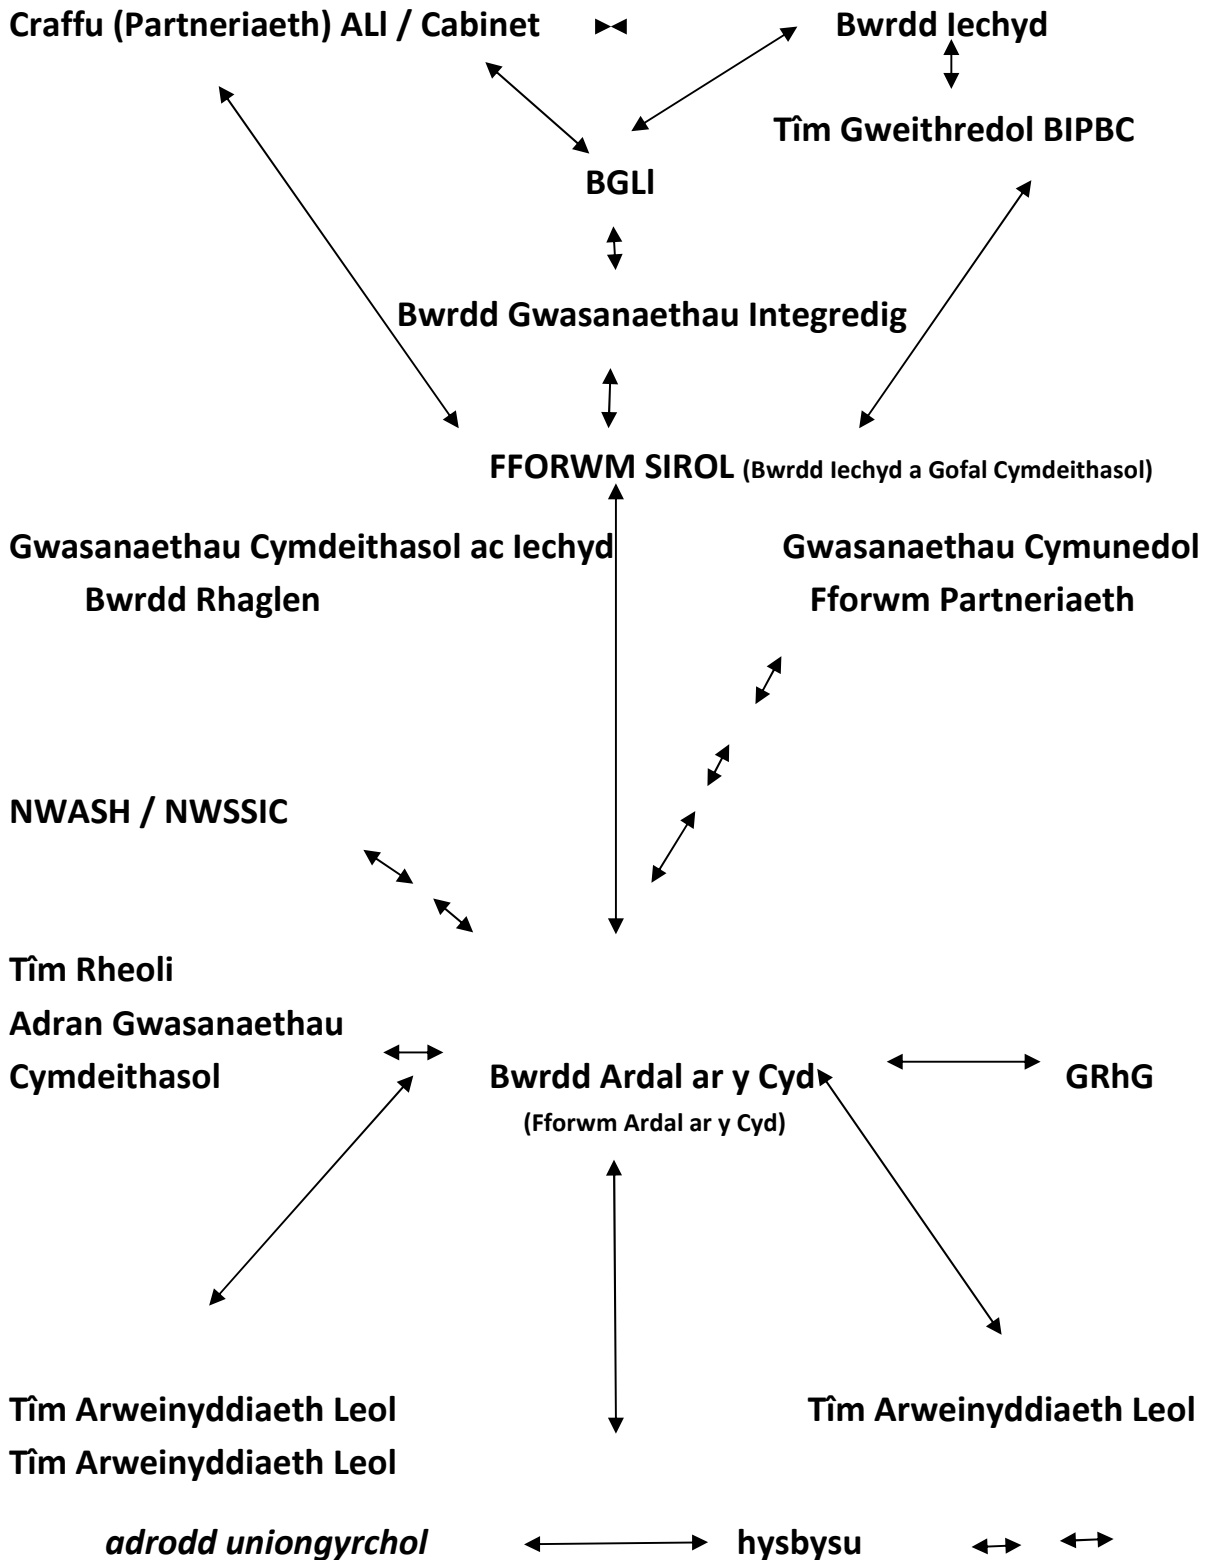 Craffu (Partneriaeth) ALl / Cabinet Bwrdd Iechyd
Tîm Gweithredol BIPBC
BGLl
Bwrdd Gwasanaethau Integredig
FFORWM SIROL (Bwrdd Iechyd a Gofal Cymdeithasol)
Gwasanaethau Cymdeithasol ac Iechyd Gwasanaethau Cymunedol
Bwrdd Rhaglen Fforwm Partneriaeth
NWASH / NWSSIC
Tîm Rheoli
Adran Gwasanaethau
Cymdeithasol Bwrdd Ardal ar y Cyd GRhG
(Fforwm Ardal ar y Cyd)
Tîm Arweinyddiaeth Leol Tîm Arweinyddiaeth Leol
Tîm Arweinyddiaeth Leol
adrodd uniongyrchol hysbysu